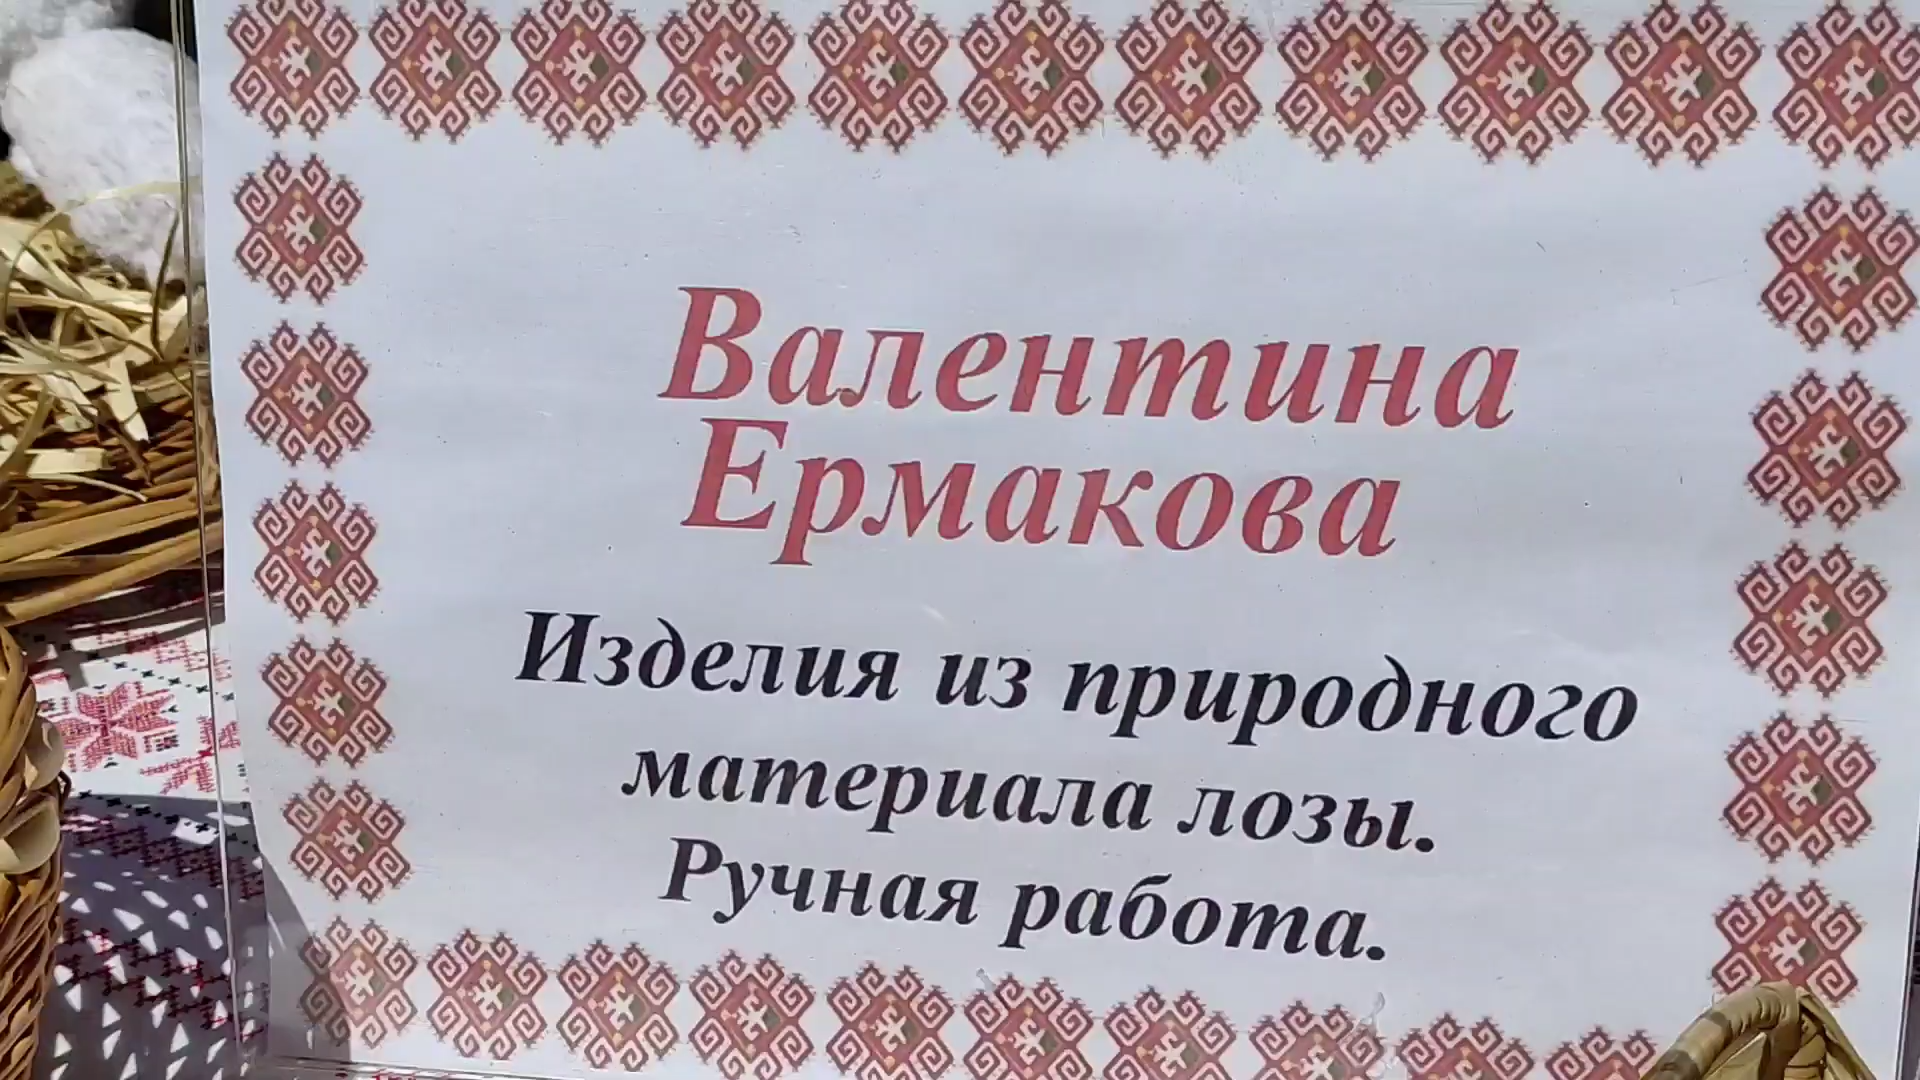 Валентина
Ермакова
Изделия из природного
материала лозы.
Ручная работа.